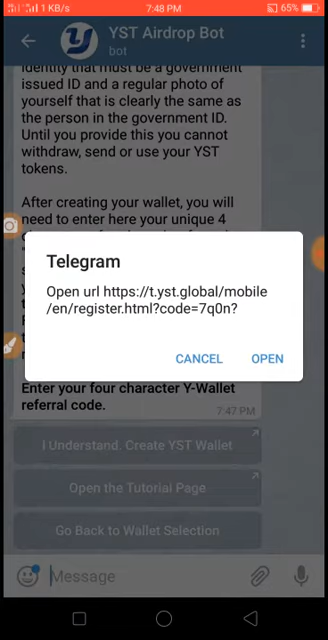 1 KB/s
7:48 PM
65%
YST Airdrop Bot
bot
identity that must be a government
issued ID and a regular photo of
yourself that is clearly the same as
the person in the government ID.
Until you provide this you cannot
withdraw, send or use your YST
tokens.
After creating your wallet, you will
need to enter here your unique 4
Telegram
Open url https://t.yst.global/mobile
/en/register.html?code=7q0n?
CANCEL
OPEN
Enter your four character Y-Wallet
referral code.
7:47 PM
I Understand. Create YST Wallet
Open the Tutorial Page
Go Back to Wallet Selection
Message